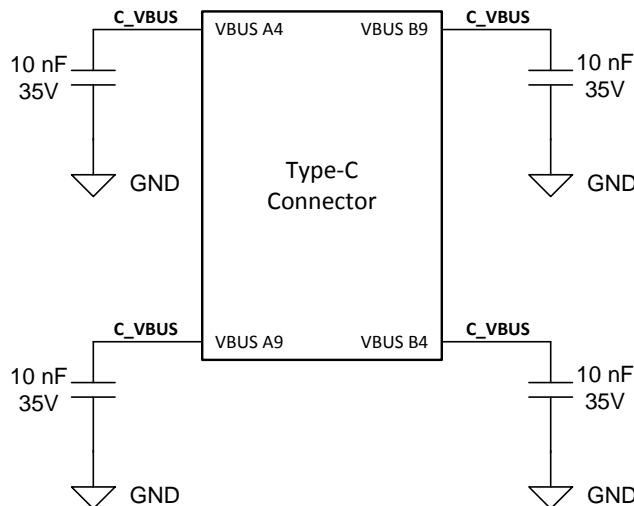 C_VBUS
VBUS A4
VBUS B9
C_VBUS
10 nF
35V
10 nF
35V
GND
Type-C
Connector
GND
C_VBUS
VBUS A9
VBUS B4
C_VBUS
10 nF
35V
10 nF
35V
GND
GND